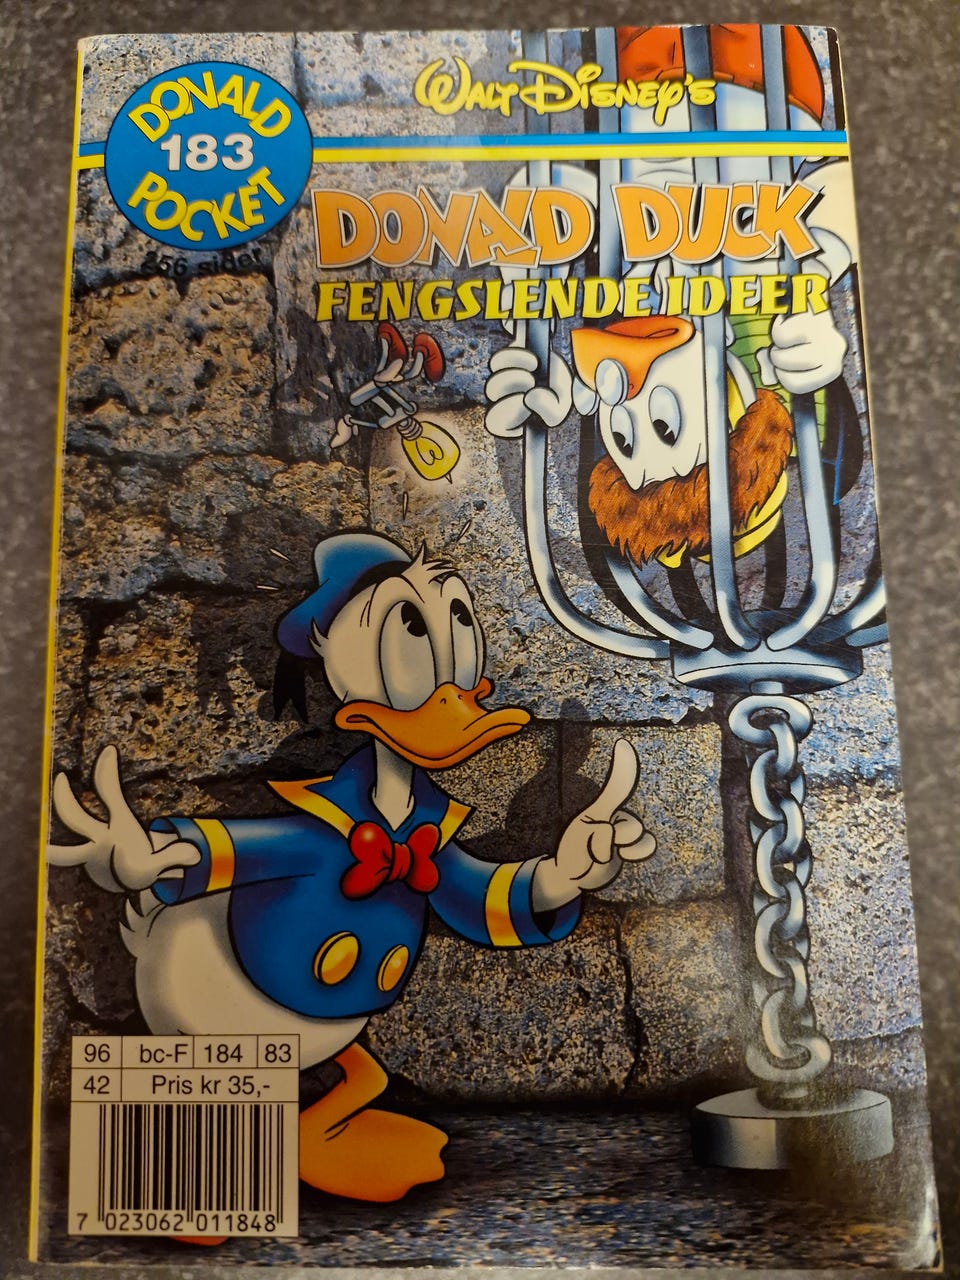 WALT DISNEY'S
DONALD
183
POCKET
256 sider
DONALD DUCK
FENGSLENDE IDEER
96 bc-F 184 83
42 Pris kr 35,-
7 023062 011848